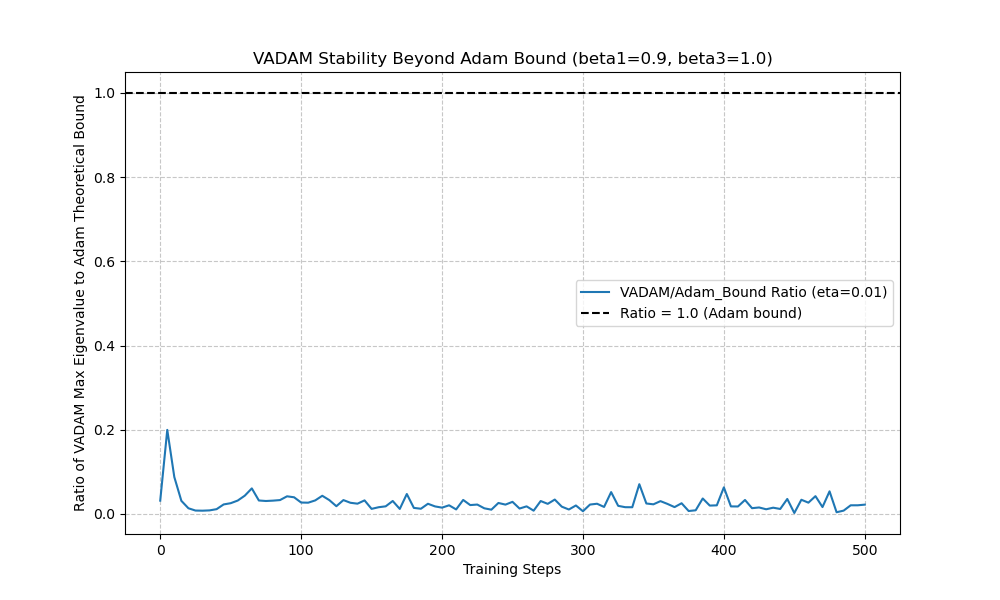 VADAM Stability Beyond Adam Bound (beta1=0.9, beta3=1.0)
Ratio of VADAM Max Eigenvalue to Adam Theoretical Bound
1.0
0.8
0.6
0.4
0.2
0.0
VADAM/Adam_Bound Ratio (eta=0.01)
Ratio = 1.0 (Adam bound)
0 100 200 300 400 500
Training Steps